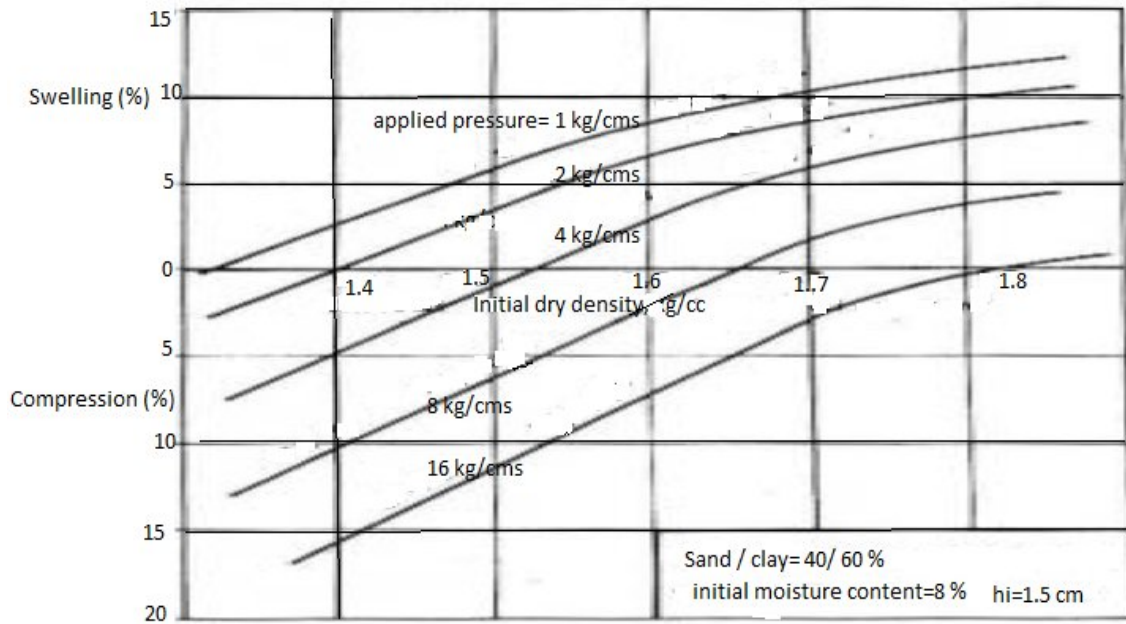 15
Swelling (%)
10
applied pressure= 1 kg/cms
2 kg/cms
5
4 kg/cms
0
1.4
1.5
1.6
1.7
1.8
Initial dry density, g/cc
5
Compression (%)
8 kg/cms
10
16 kg/cms
15
Sand / clay= 40/ 60 %
initial moisture content=8 %
hi=1.5 cm
20